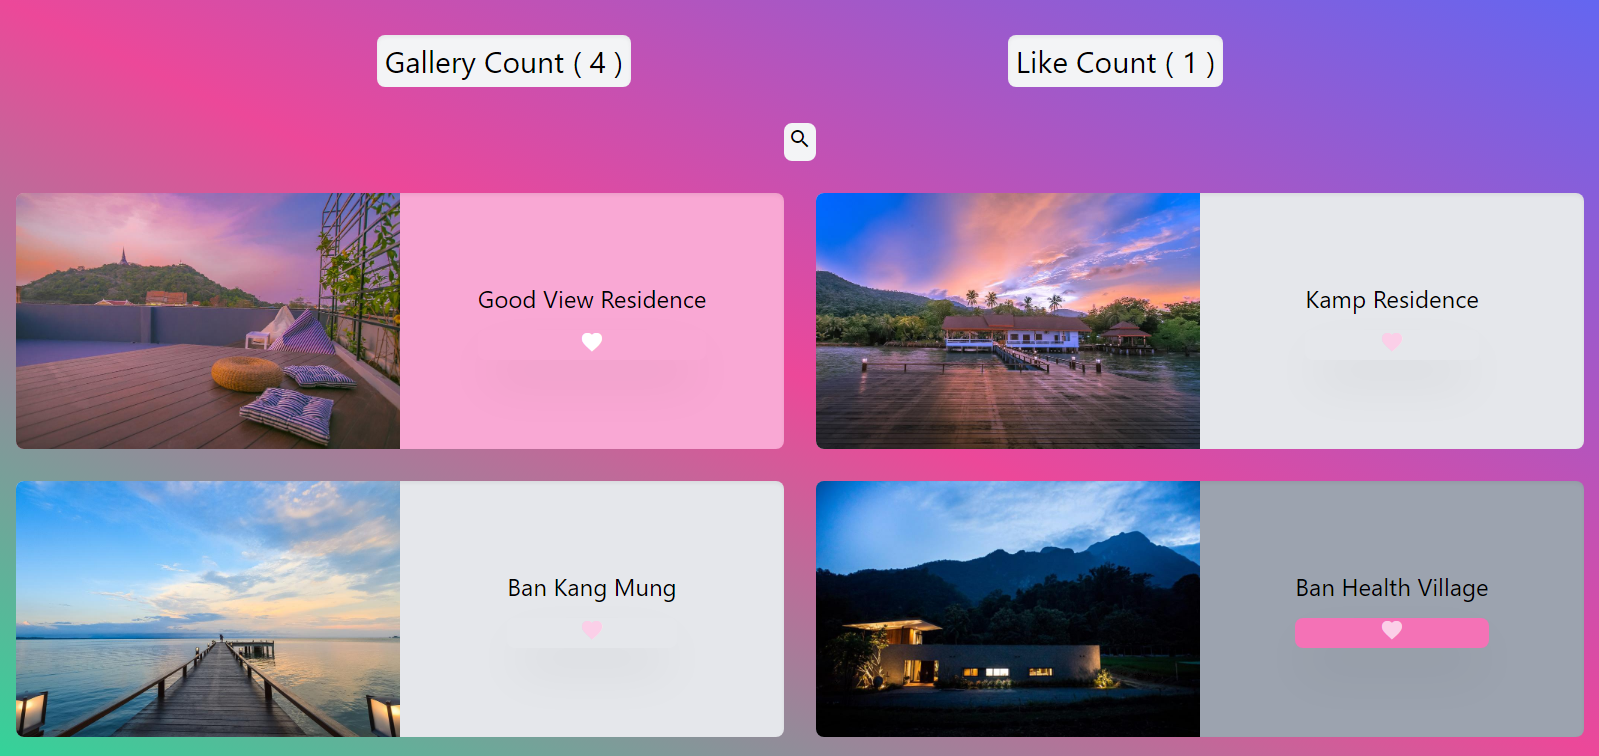 Gallery Count ( 4 )
Like Count ( 1 )
Good View Residence
Kamp Residence
Ban Kang Mung
Ban Health Village